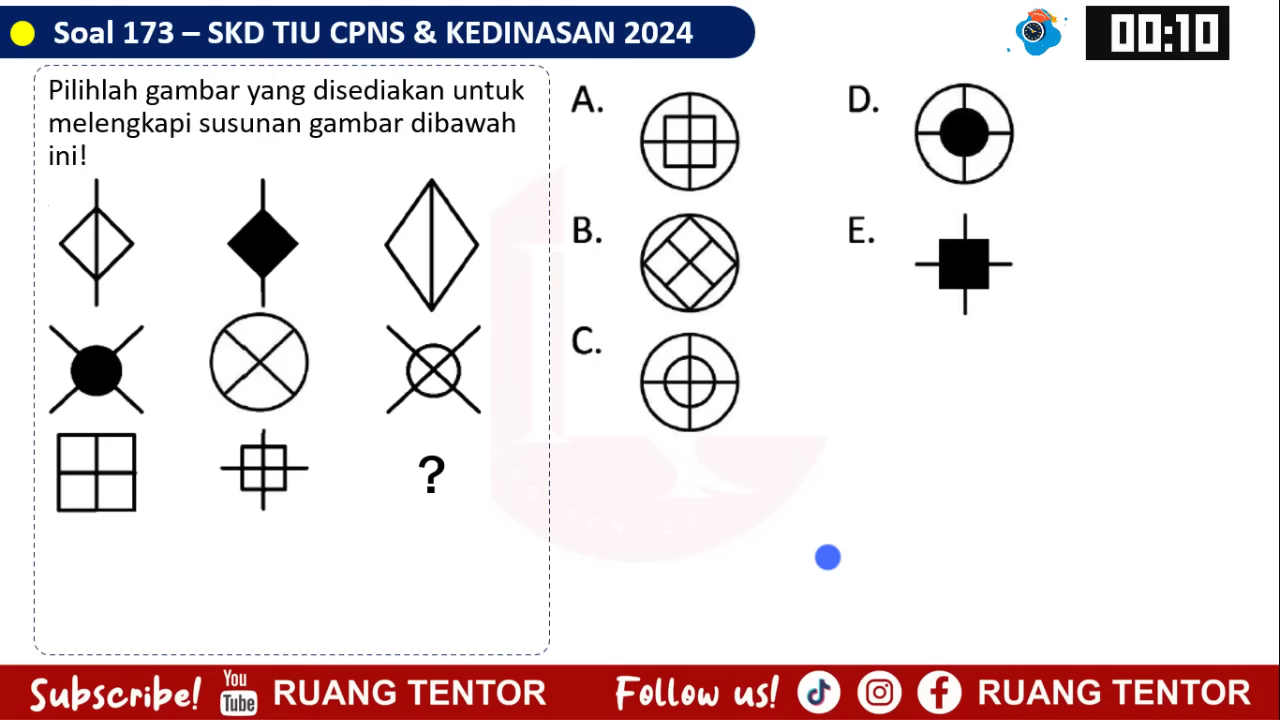 Soal 173 – SKD TIU CPNS & KEDINASAN 2024
00:10
Pilihlah gambar yang disediakan untuk
melengkapi susunan gambar dibawah
ini!
?
A.
B.
C.
D.
E.
Subscribe! You Tube RUANG TENTOR
Follow us! RUANG TENTOR